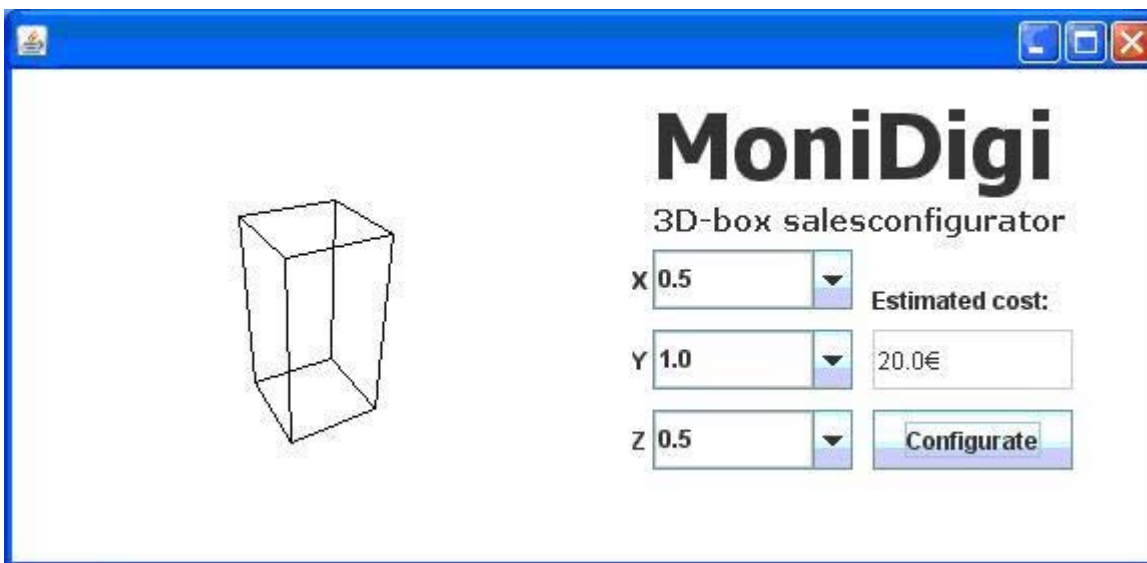 MoniDigi
3D-box salesconfigurator
X 0.5
Estimated cost:
Y 1.0
20.0€
Z 0.5
Configurate